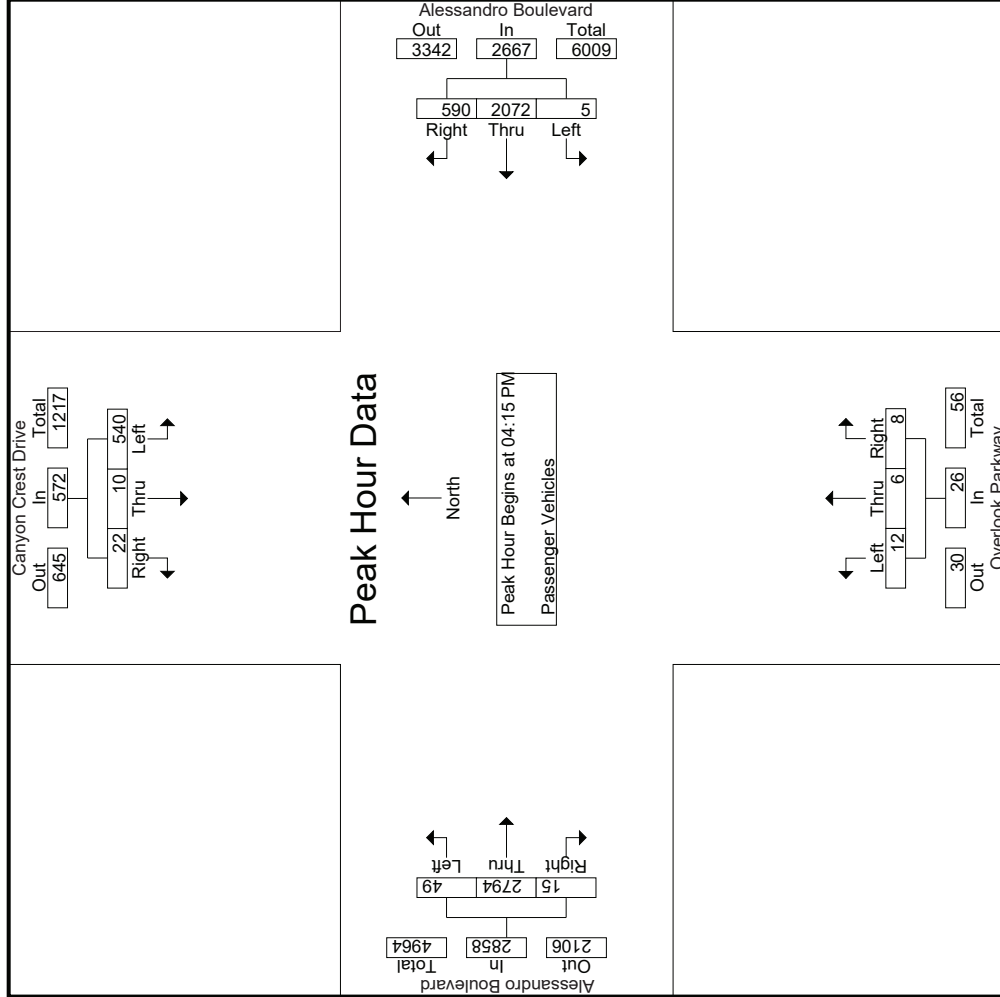 Alessandro Boulevard
Out In Total
3342 2667 6009
590 2072 5
Right Thru Left
Canyon Crest Drive
Out In Total
645 572 1217
22 10 540
Right Thru Left
Peak Hour Data
North
Peak Hour Begins at 04:15 PM
Passenger Vehicles
Left Thru Right
12 6 8
30 26 56
Out In Total
Overlook Parkway
Left Thru Right
49 2794 15
4964 2858 2106
Total In Out
Alessandro Boulevard